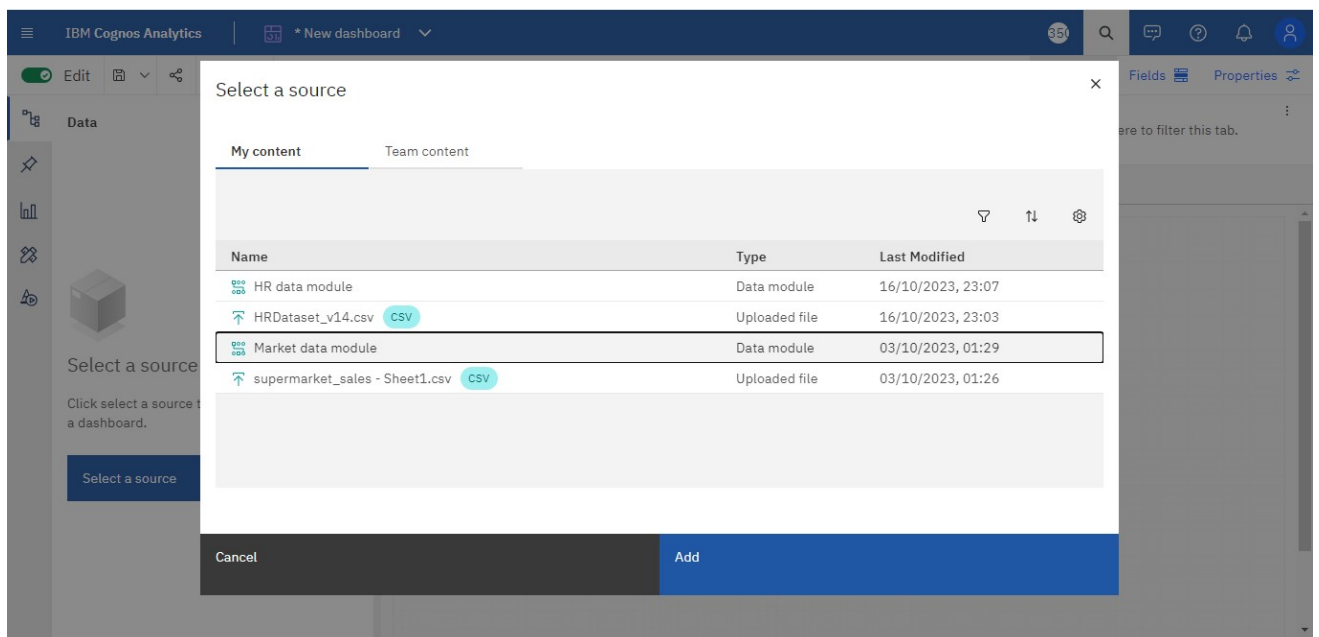 IBM Cognos Analytics
* New dashboard
Edit
Fields
Properties
Data
Select a source
ere to filter this tab.
My content
Team content
Name Type Last Modified
HR data module Data module 16/10/2023, 23:07
HRDataset_v14.csv CSV Uploaded file 16/10/2023, 23:03
Market data module Data module 03/10/2023, 01:29
supermarket_sales - Sheet1.csv CSV Uploaded file 03/10/2023, 01:26
Select a source
Click select a source t
a dashboard.
Select a source
Cancel
Add